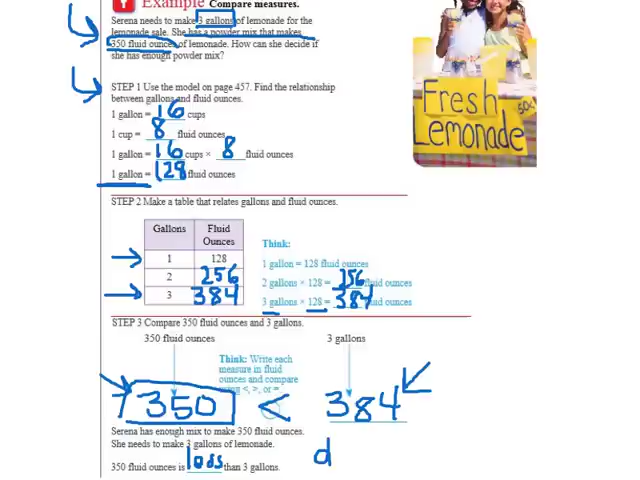 Example Compare measures.
Serena needs to make 3 gallons of lemonade for the
lemonade sale. She has a powder mix that makes
350 fluid ounces of lemonade. How can she decide if
she has enough powder mix?
STEP 1 Use the model on page 457. Find the relationship
between gallons and fluid ounces.
1 gallon = 16 cups
1 cup = 8 fluid ounces
1 gallon = 16 cups × 8 fluid ounces
1 gallon = 128 fluid ounces
Fresh
50¢
Lemonade
STEP 2 Make a table that relates gallons and fluid ounces.
Gallons Fluid Ounces
1 128
2 256
3 384
Think:
1 gallon = 128 fluid ounces
2 gallons × 128 = 256 fluid ounces
3 gallons × 128 = 384 fluid ounces
STEP 3 Compare 350 fluid ounces and 3 gallons.
350 fluid ounces 3 gallons
Think: Write each
measure in fluid
ounces and compare
using <, >, or =
350 < 384
Serena has enough mix to make 350 fluid ounces.
She needs to make 3 gallons of lemonade.
350 fluid ounces is less than 3 gallons.
d